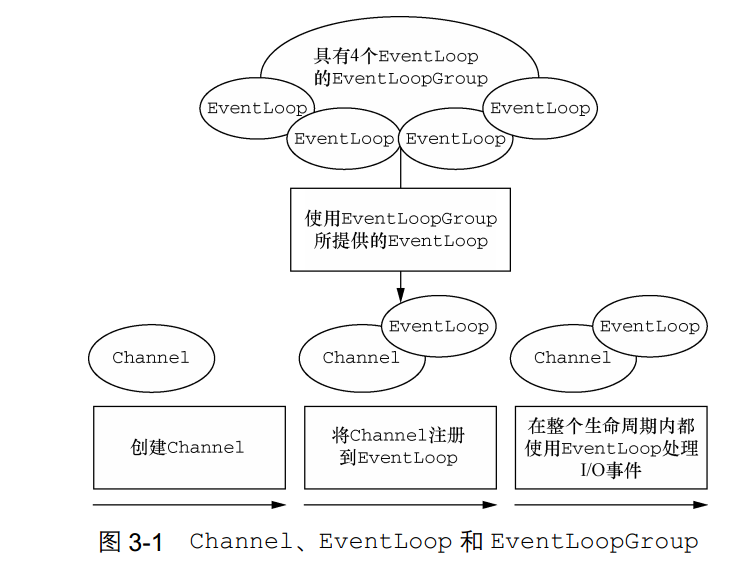 具有4个EventLoop
的EventLoopGroup
EventLoop
EventLoop
EventLoop
EventLoop
使用EventLoopGroup
所提供的EventLoop
Channel
Channel
EventLoop
Channel
EventLoop
创建Channel
将Channel注册
到EventLoop
在整个生命周期内都
使用EventLoop处理
I/O事件
图 3-1 Channel、EventLoop 和 EventLoopGroup